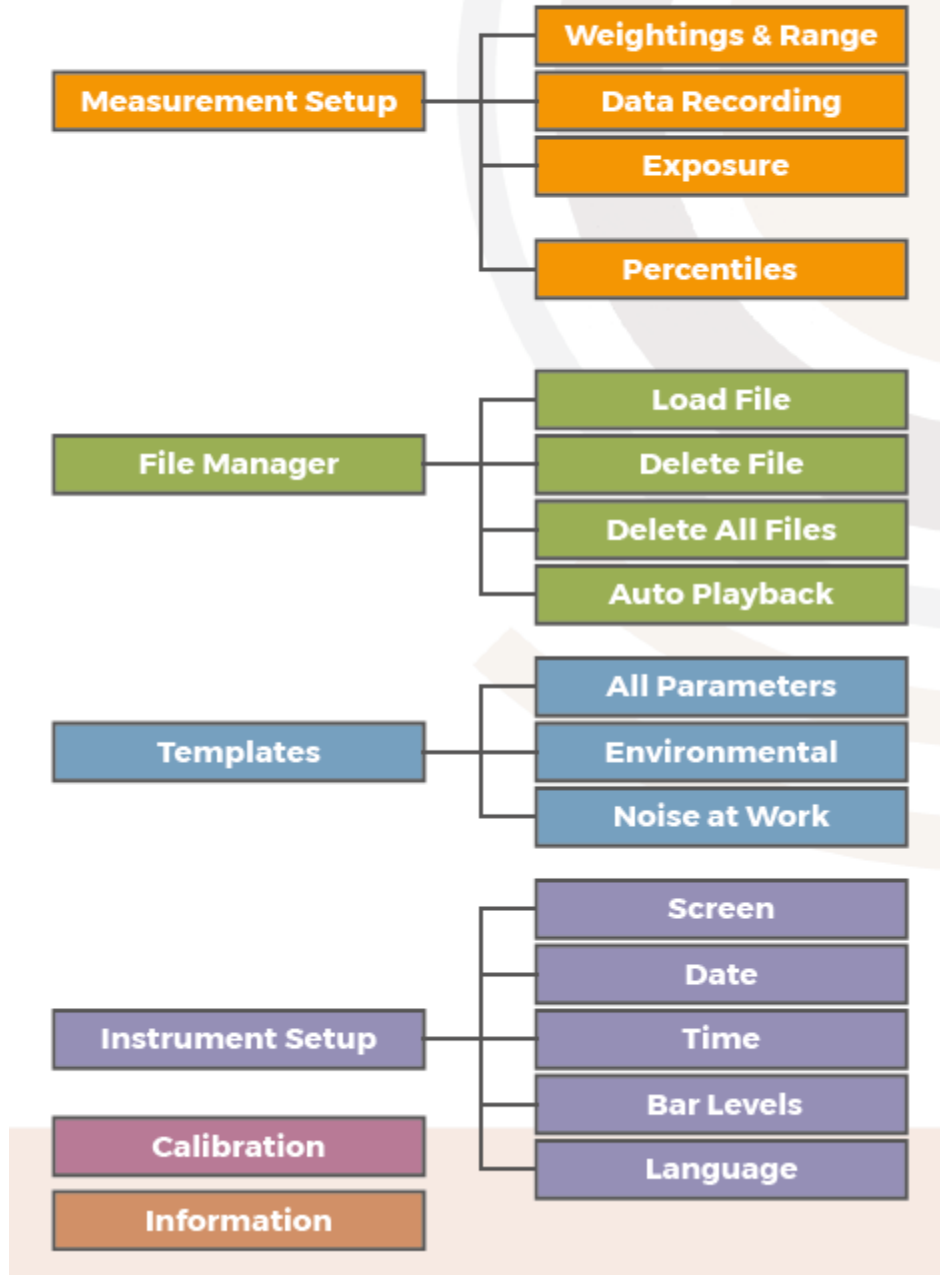 Measurement Setup
Weightings & Range
Data Recording
Exposure
Percentiles
File Manager
Load File
Delete File
Delete All Files
Auto Playback
Templates
All Parameters
Environmental
Noise at Work
Instrument Setup
Screen
Date
Time
Bar Levels
Language
Calibration
Information